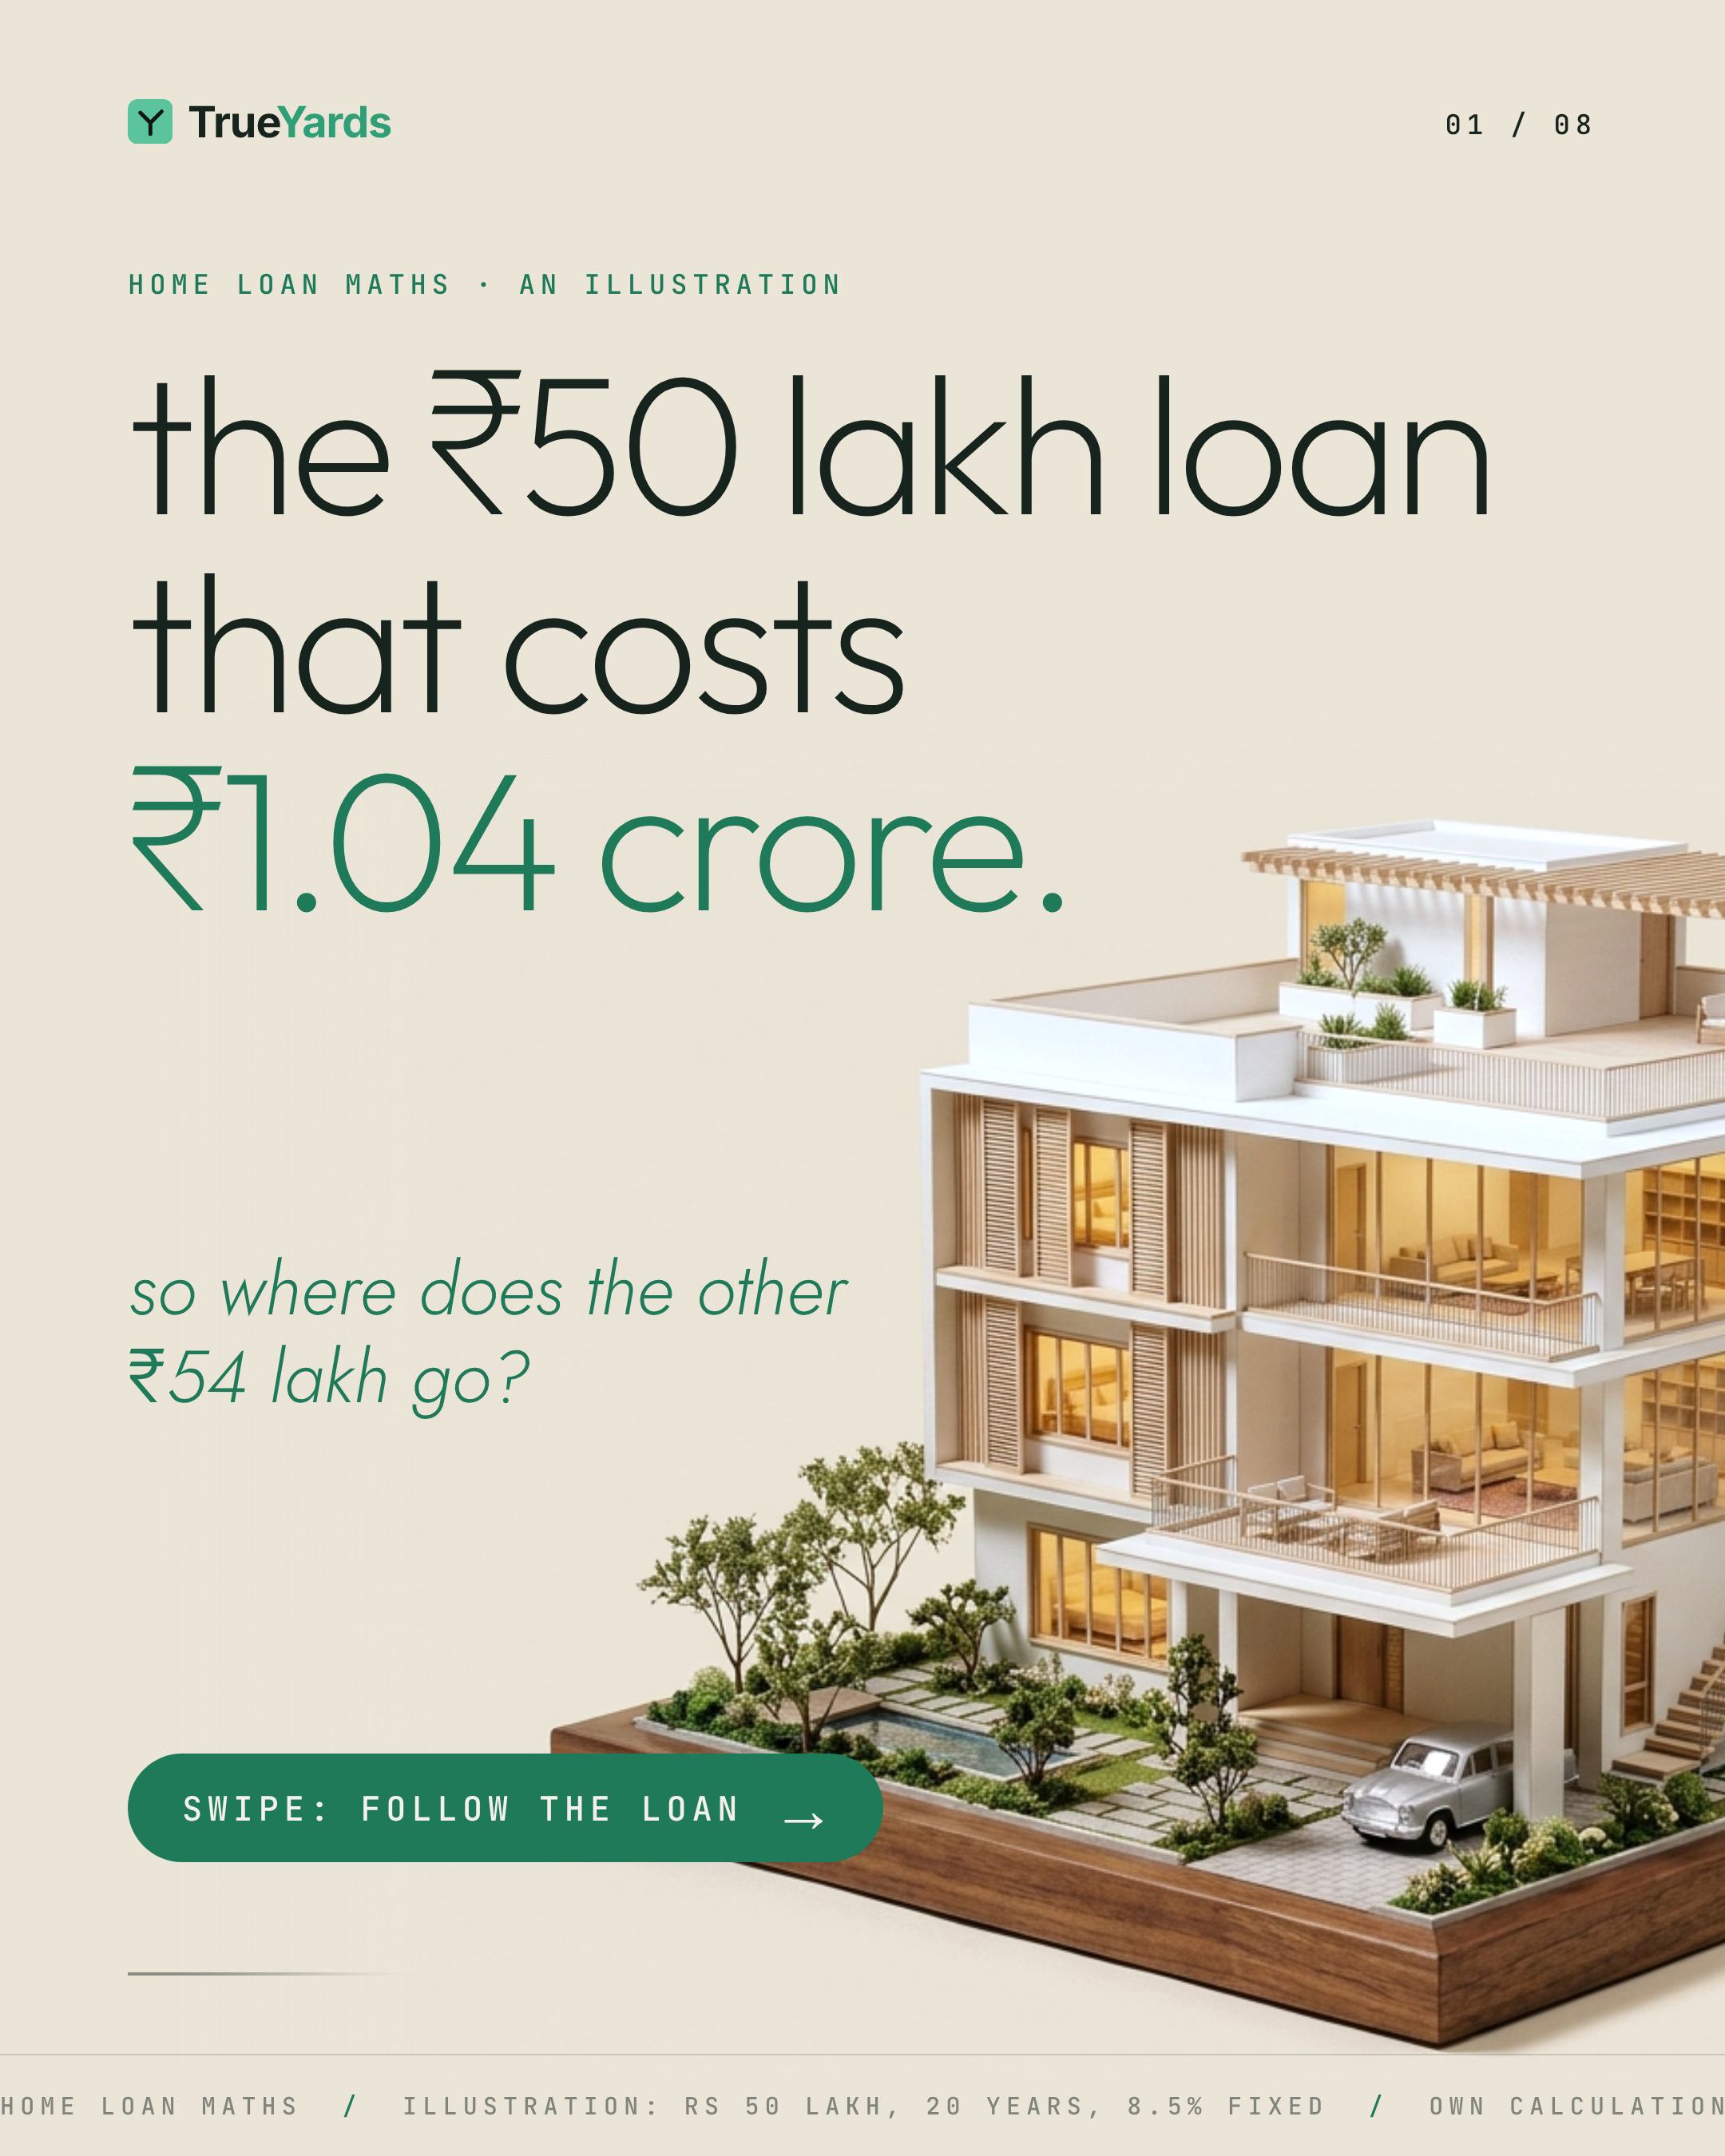 TrueYards
01 / 08
HOME LOAN MATHS · AN ILLUSTRATION
the ₹50 lakh loan
that costs
₹1.04 crore.
so where does the other
₹54 lakh go?
SWIPE: FOLLOW THE LOAN →
HOME LOAN MATHS / ILLUSTRATION: RS 50 LAKH, 20 YEARS, 8.5% FIXED / OWN CALCULATION